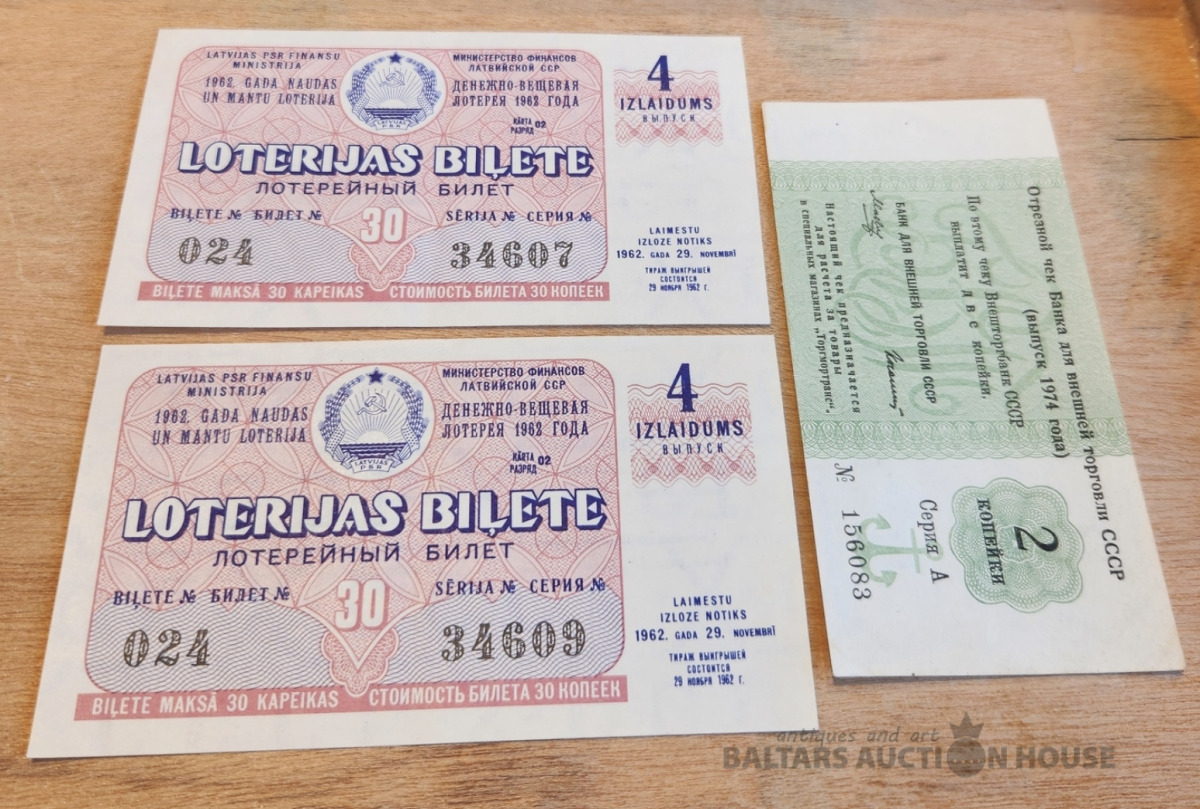 LATVIJAS PSR FINANSU
MINISTRIJA
1962. GADA NAUDAS
UN MANTU LOTERIJA
LATVIJAS
PSR
МИНИСТЕРСТВО ФИНАНСОВ
ЛАТВИЙСКОЙ ССР
ДЕНЕЖНО-ВЕЩЕВАЯ
ЛОТЕРЕЯ 1962 ГОДА
KĀRTA 02
РАЗРЯД
LOTERIJAS BIĻETE
ЛОТЕРЕЙНЫЙ БИЛЕТ
BIĻETE № БИЛЕТ №
30
SĒRIJA № СЕРИЯ №
024
34607
BIĻETE MAKSĀ 30 KAPEIKAS СТОИМОСТЬ БИЛЕТА 30 КОПЕЕК
4
IZLAIDUMS
ВЫПУСК
LAIMESTU
IZLOZE NOTIKS
1962. GADA 29. NOVEMBRĪ
ТИРАЖ ВЫИГРЫШЕЙ
СОСТОИТСЯ
29 НОЯБРЯ 1962 г.
LATVIJAS PSR FINANSU
MINISTRIJA
1962. GADA NAUDAS
UN MANTU LOTERIJA
LATVIJAS
PSR
МИНИСТЕРСТВО ФИНАНСОВ
ЛАТВИЙСКОЙ ССР
ДЕНЕЖНО-ВЕЩЕВАЯ
ЛОТЕРЕЯ 1962 ГОДА
KĀRTA 02
РАЗРЯД
LOTERIJAS BIĻETE
ЛОТЕРЕЙНЫЙ БИЛЕТ
BIĻETE № БИЛЕТ №
30
SĒRIJA № СЕРИЯ №
024
34609
BIĻETE MAKSĀ 30 KAPEIKAS СТОИМОСТЬ БИЛЕТА 30 КОПЕЕК
4
IZLAIDUMS
ВЫПУСК
LAIMESTU
IZLOZE NOTIKS
1962. GADA 29. NOVEMBRĪ
ТИРАЖ ВЫИГРЫШЕЙ
СОСТОИТСЯ
29 НОЯБРЯ 1962 г.
Отрезной чек Банка для внешней торговли СССР
(выпуск 1974 года)
По этому чеку Внешторгбанк СССР
выплатит две копейки.
БАНК ДЛЯ ВНЕШНЕЙ ТОРГОВЛИ СССР
Настоящий чек предназначается
для расчета за товары
в специальных магазинах „Торгмортранс“.
2
КОПЕЙКИ
Серия А
№ 156083
antiques and art
BALTARS AUCTION HOUSE